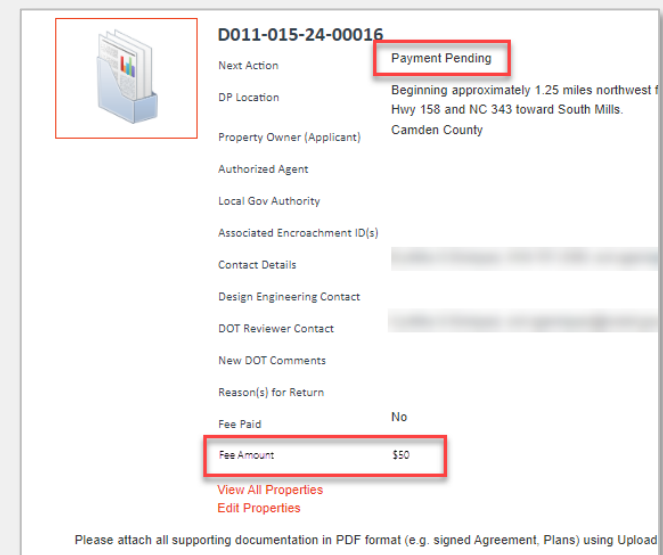 D011-015-24-00016
Next Action Payment Pending
DP Location Beginning approximately 1.25 miles northwest f
Hwy 158 and NC 343 toward South Mills.
Property Owner (Applicant) Camden County
Authorized Agent
Local Gov Authority
Associated Encroachment ID(s)
Contact Details
Design Engineering Contact
DOT Reviewer Contact
New DOT Comments
Reason(s) for Return
Fee Paid No
Fee Amount $50
View All Properties
Edit Properties
Please attach all supporting documentation in PDF format (e.g. signed Agreement, Plans) using Upload